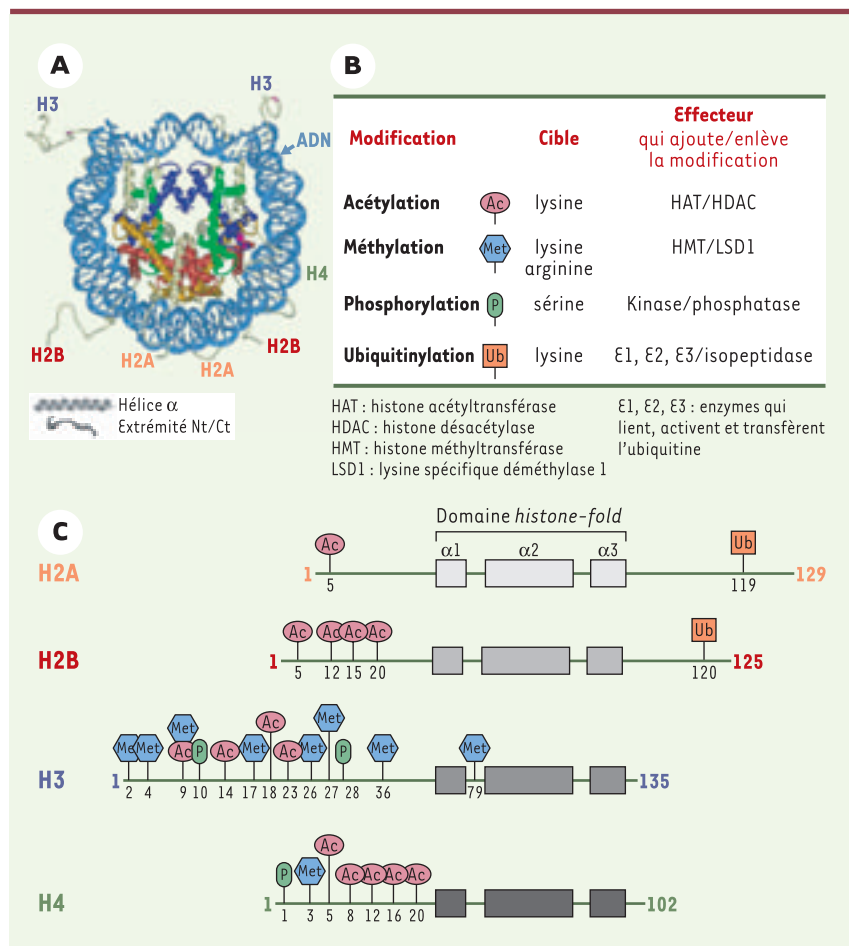 A
H3
H3
ADN
H4
H2B
H2A
H2A
H2B
Hélice α
Extrémité Nt/Ct
B
Modification Cible Effecteur
qui ajoute/enlève
la modification
Acétylation Ac lysine HAT/HDAC
Méthylation Met lysine HMT/LSD1
arginine
Phosphorylation P sérine Kinase/phosphatase
Ubiquitinylation Ub lysine E1, E2, E3/isopeptidase
HAT : histone acétyltransférase
HDAC : histone désacétylase
HMT : histone méthyltransférase
LSD1 : lysine spécifique déméthylase 1
E1, E2, E3 : enzymes qui
lient, activent et transfèrent
l'ubiquitine
C
Domaine histone-fold
α1 α2 α3
Ac Ub
H2A 1 129
5 119
Ac Ac Ac Ac Ub
H2B 1 125
5 12 15 20 120
Met Ac Met
Met Met Ac P Ac Met Ac Met P Met Met
H3 1 135
2 4 9 10 14 17 18 23 26 27 28 36 79
Ac
P Met Ac Ac Ac Ac
H4 1 102
1 3 5 8 12 16 20